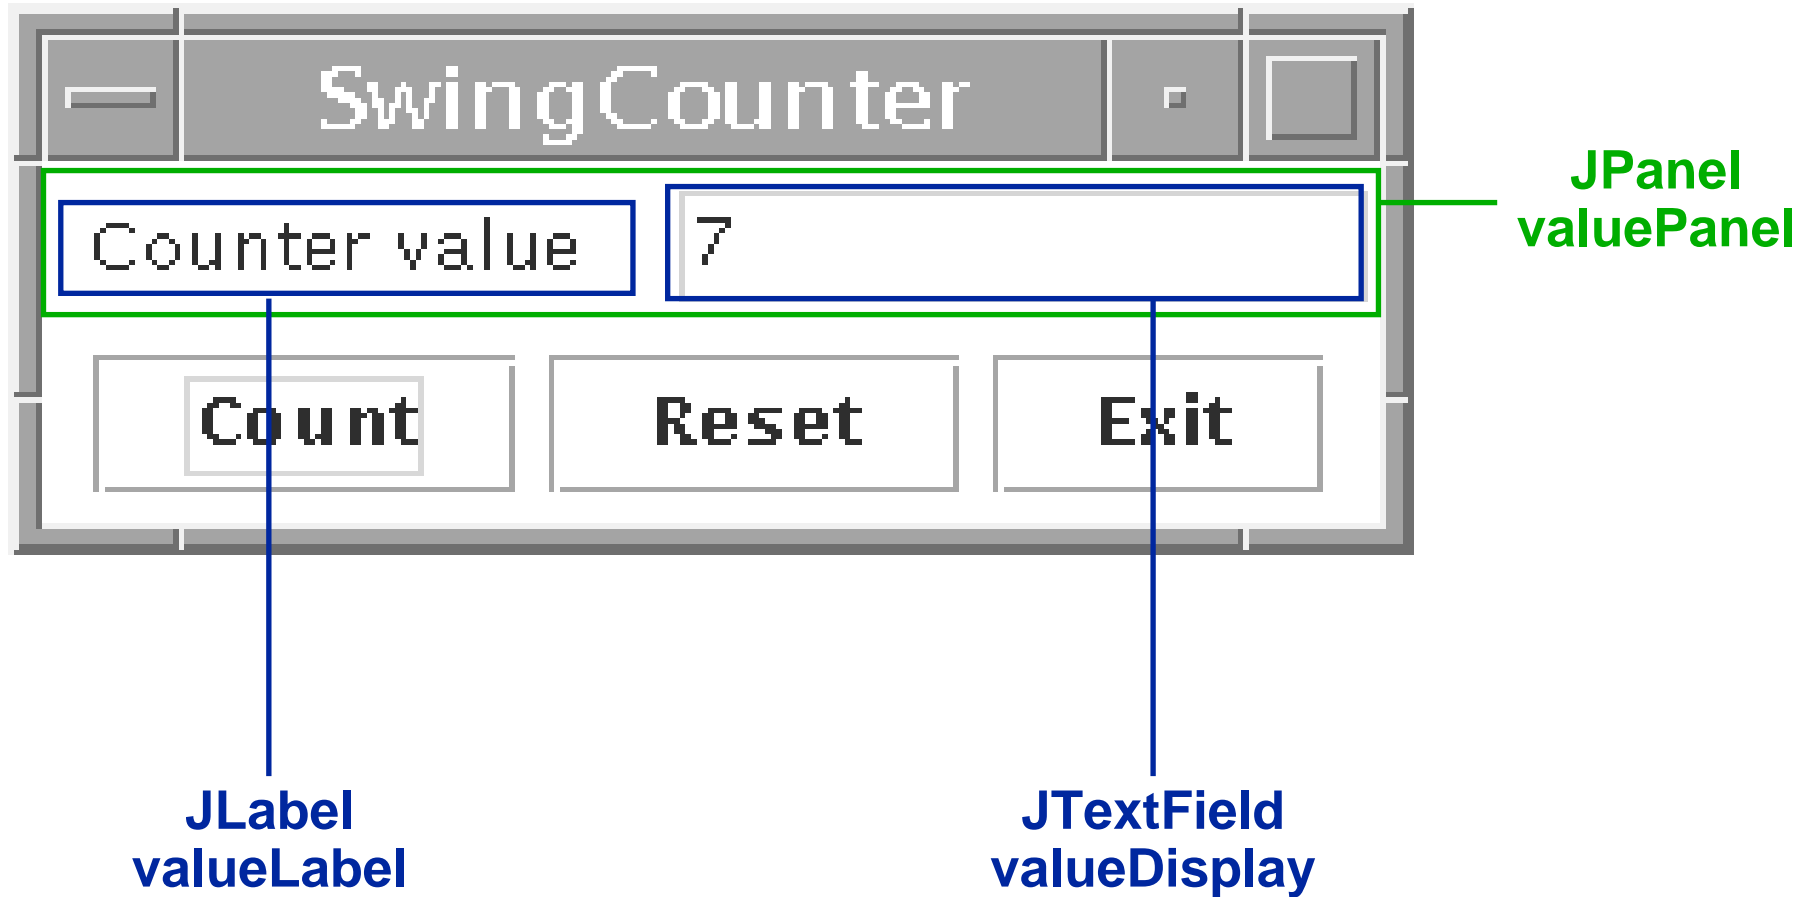 SwingCounter
JPanel
valuePanel
Counter value 7
Count Reset Exit
JLabel
valueLabel
JTextField
valueDisplay